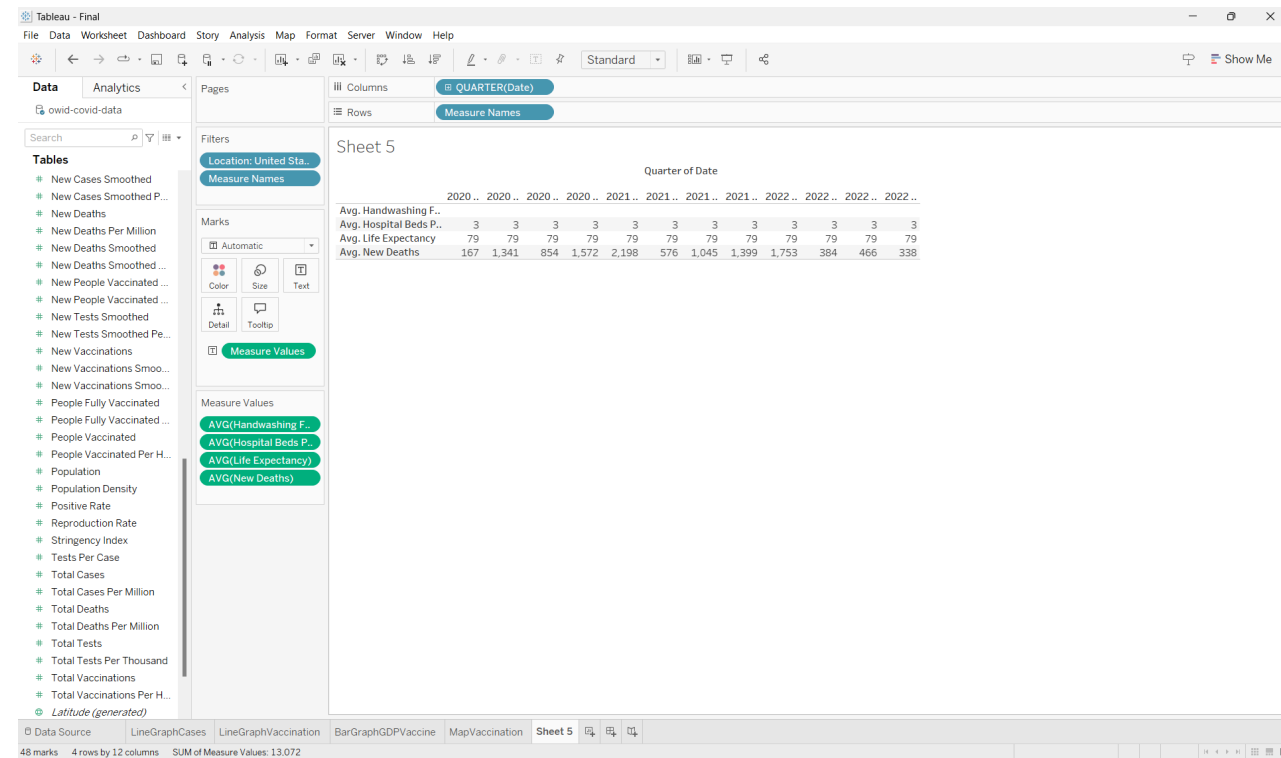 Tableau - Final
File Data Worksheet Dashboard Story Analysis Map Format Server Window Help
Standard
Show Me
Data Analytics
owid-covid-data
Search
Tables
New Cases Smoothed
New Cases Smoothed P...
New Deaths
New Deaths Per Million
New Deaths Smoothed
New Deaths Smoothed ...
New People Vaccinated ...
New People Vaccinated ...
New Tests Smoothed
New Tests Smoothed Pe...
New Vaccinations
New Vaccinations Smoo...
New Vaccinations Smoo...
People Fully Vaccinated
People Fully Vaccinated ...
People Vaccinated
People Vaccinated Per H...
Population
Population Density
Positive Rate
Reproduction Rate
Stringency Index
Tests Per Case
Total Cases
Total Cases Per Million
Total Deaths
Total Deaths Per Million
Total Tests
Total Tests Per Thousand
Total Vaccinations
Total Vaccinations Per H...
Latitude (generated)
Pages
Filters
Location: United Sta..
Measure Names
Marks
Automatic
Color Size Text
Detail Tooltip
Measure Values
Measure Values
AVG(Handwashing F..
AVG(Hospital Beds P..
AVG(Life Expectancy)
AVG(New Deaths)
Columns QUARTER(Date)
Rows Measure Names
Sheet 5
Quarter of Date
2020 .. 2020 .. 2020 .. 2020 .. 2021 .. 2021 .. 2021 .. 2021 .. 2022 .. 2022 .. 2022 .. 2022 ..
Avg. Handwashing F..
Avg. Hospital Beds P.. 3 3 3 3 3 3 3 3 3 3 3 3
Avg. Life Expectancy 79 79 79 79 79 79 79 79 79 79 79 79
Avg. New Deaths 167 1,341 854 1,572 2,198 576 1,045 1,399 1,753 384 466 338
Data Source LineGraphCases LineGraphVaccination BarGraphGDPVaccine MapVaccination Sheet 5
48 marks 4 rows by 12 columns SUM of Measure Values: 13,072